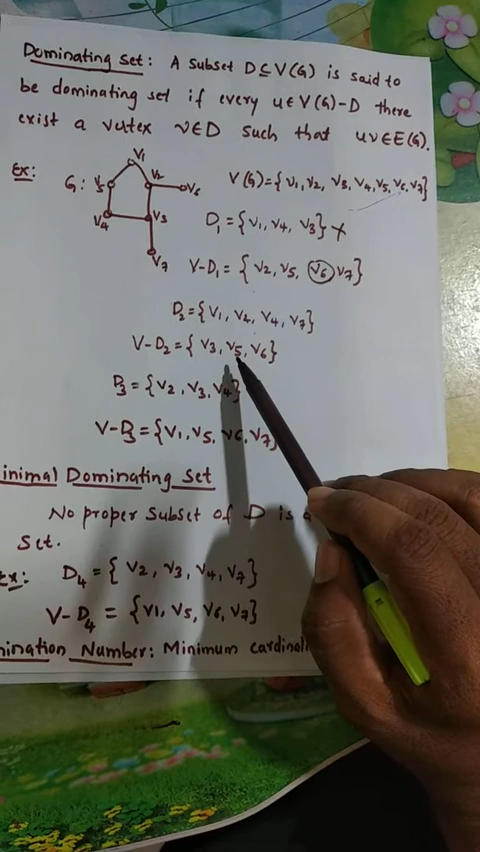 Dominating Set: A Subset D⊆V(G) is said to
be dominating set if every u∈V(G)-D there
exist a vertex v∈D such that uv∈E(G).
Ex:
V1
G: V5 V2 V6
V4 V3
V7
V(G)={V1,V2, V3,V4,V5,V6,V7}
D1={V1,V4, V3} X
V-D1={V2,V5, V6 V7}
D2={V1,V2,V4,V7}
V-D2={V3,V5,V6}
D3={V2,V3,V4}
V-D3={V1,V5,V6,V7}
inimal Dominating Set
No proper Subset of D is a
Set.
Ex: D4={V2,V3,V4,V7}
V-D4={V1,V5,V6,V7}
mination Number: Minimum cardinali